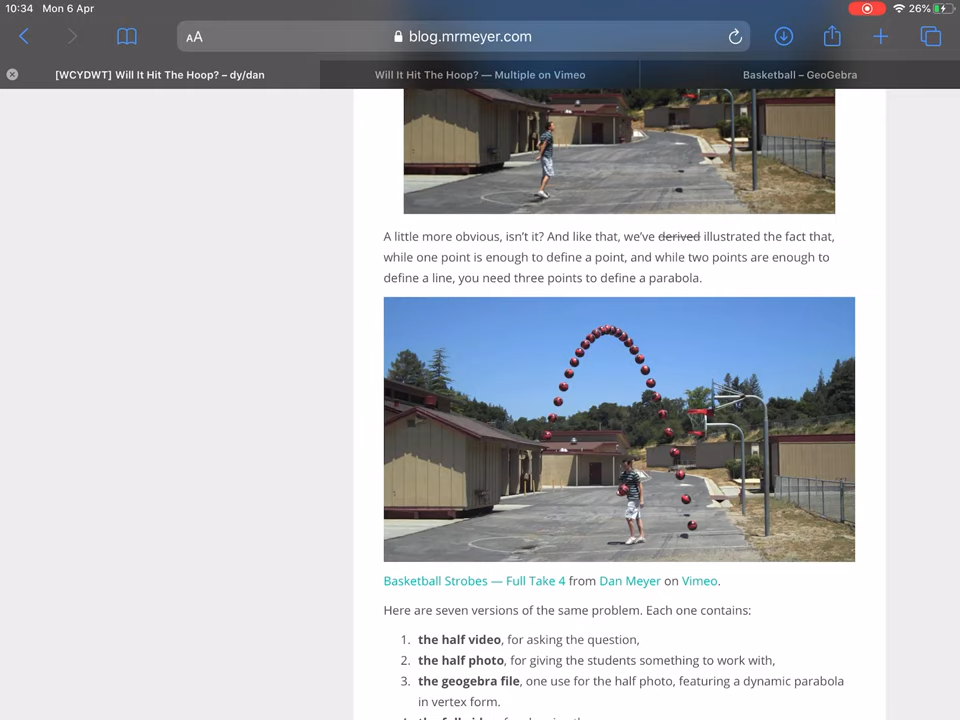 10:34 Mon 6 Apr
26%
AA
blog.mrmeyer.com
[WCYDWT] Will It Hit The Hoop? – dy/dan
Will It Hit The Hoop? — Multiple on Vimeo
Basketball – GeoGebra
A little more obvious, isn’t it? And like that, we’ve derived illustrated the fact that,
while one point is enough to define a point, and while two points are enough to
define a line, you need three points to define a parabola.
Basketball Strobes — Full Take 4 from Dan Meyer on Vimeo.
Here are seven versions of the same problem. Each one contains:
1. the half video, for asking the question,
2. the half photo, for giving the students something to work with,
3. the geogebra file, one use for the half photo, featuring a dynamic parabola
in vertex form.